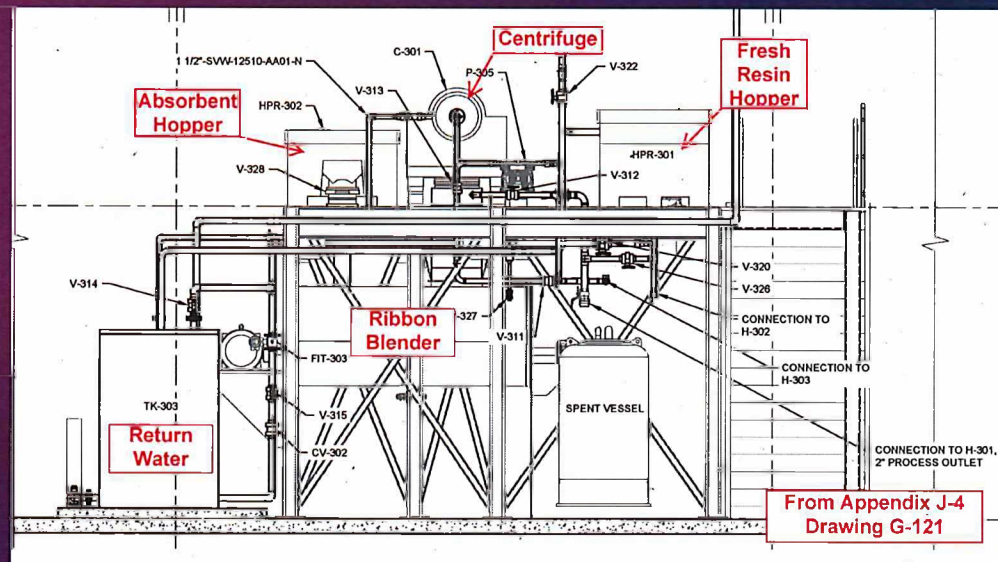 C-301
Centrifuge
1 1/2"-SVW-12510-AA01-N
P-305
V-322
Fresh
Resin
Hopper
V-313
Absorbent
Hopper
HPR-302
HPR-301
V-328
V-312
V-320
V-314
V-326
Ribbon
Blender
-327
V-311
CONNECTION TO
H-302
FIT-303
CONNECTION TO
H-303
TK-303
V-315
SPENT VESSEL
Return
Water
CV-302
CONNECTION TO H-301,
2" PROCESS OUTLET
From Appendix J-4
Drawing G-121